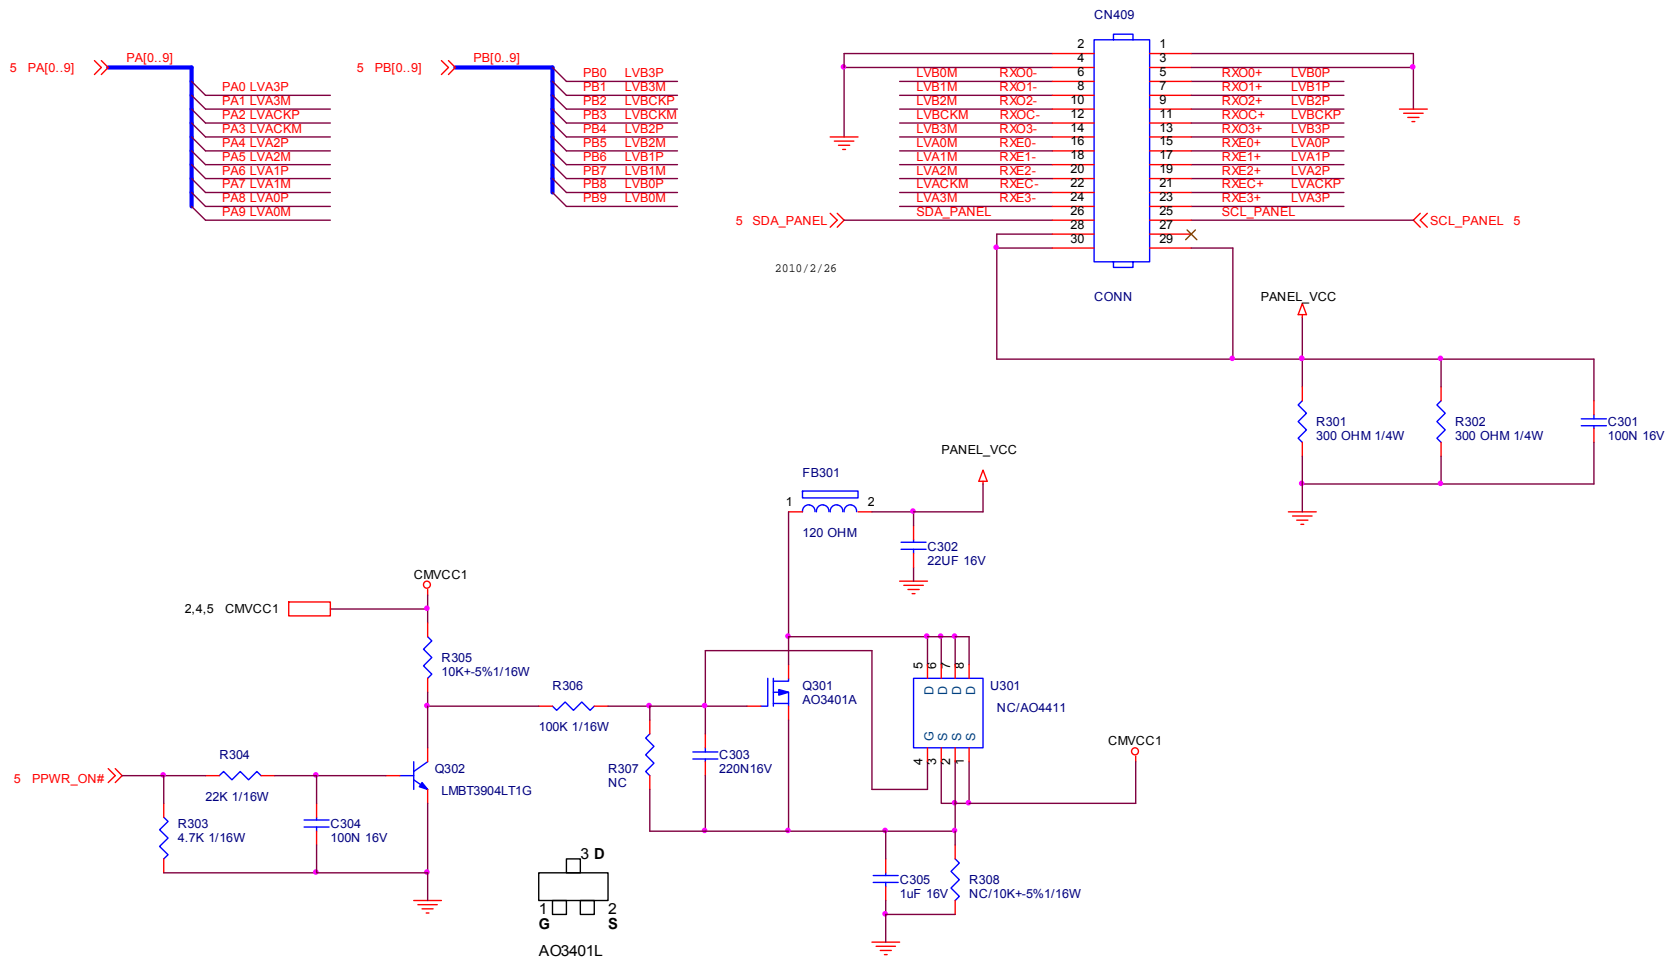 CN409
5 PA[0..9]
PA[0..9]
PA0 LVA3P
PA1 LVA3M
PA2 LVACKP
PA3 LVACKM
PA4 LVA2P
PA5 LVA2M
PA6 LVA1P
PA7 LVA1M
PA8 LVA0P
PA9 LVA0M
5 PB[0..9]
PB[0..9]
PB0 LVB3P
PB1 LVB3M
PB2 LVBCKP
PB3 LVBCKM
PB4 LVB2P
PB5 LVB2M
PB6 LVB1P
PB7 LVB1M
PB8 LVB0P
PB9 LVB0M
2 1
4 3
LVB0M RXO0- 6 5 RXO0+ LVB0P
LVB1M RXO1- 8 7 RXO1+ LVB1P
LVB2M RXO2- 10 9 RXO2+ LVB2P
LVBCKM RXOC- 12 11 RXOC+ LVBCKP
LVB3M RXO3- 14 13 RXO3+ LVB3P
LVA0M RXE0- 16 15 RXE0+ LVA0P
LVA1M RXE1- 18 17 RXE1+ LVA1P
LVA2M RXE2- 20 19 RXE2+ LVA2P
LVACKM RXEC- 22 21 RXEC+ LVACKP
LVA3M RXE3- 24 23 RXE3+ LVA3P
5 SDA_PANEL SDA_PANEL 26 25 SCL_PANEL SCL_PANEL 5
28 27
30 29
2010/2/26
CONN
PANEL_VCC
R301
300 OHM 1/4W
R302
300 OHM 1/4W
C301
100N 16V
PANEL_VCC
FB301
1 2
120 OHM
C302
22UF 16V
CMVCC1
2,4,5 CMVCC1
R305
10K+-5%1/16W
R306
100K 1/16W
Q301
AO3401A
5 6 7 8
D D D D
U301
NC/AO4411
G S S S
4 3 2 1
CMVCC1
R304
22K 1/16W
5 PPWR_ON#
Q302
LMBT3904LT1G
R307
NC
C303
220N16V
R303
4.7K 1/16W
C304
100N 16V
C305
1uF 16V
R308
NC/10K+-5%1/16W
3 D
1 2
G S
AO3401L